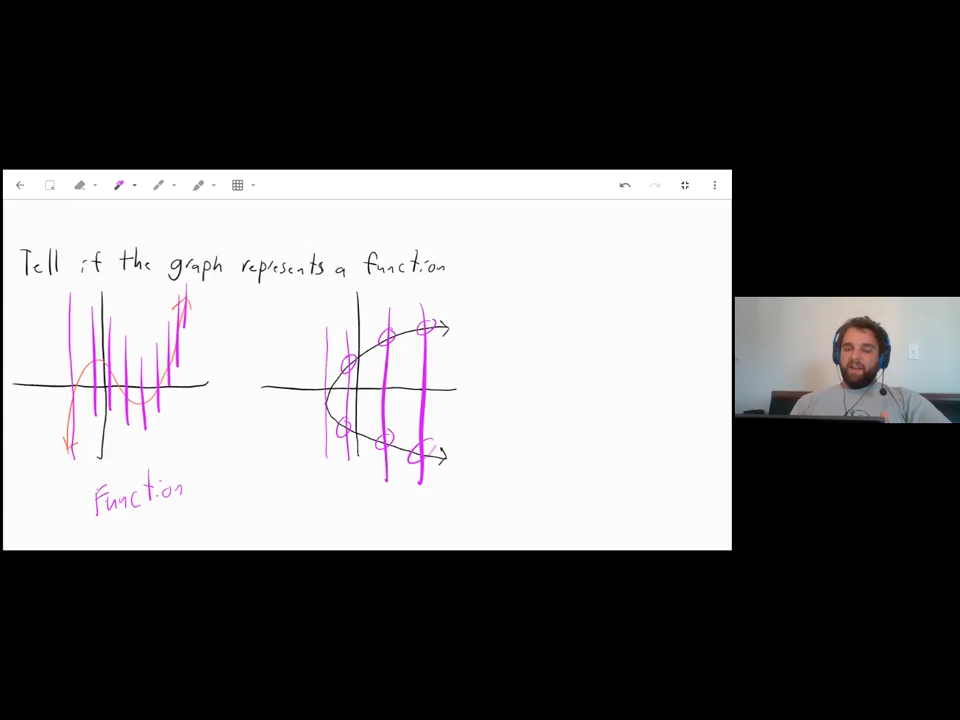 Tell if the graph represents a function
Function